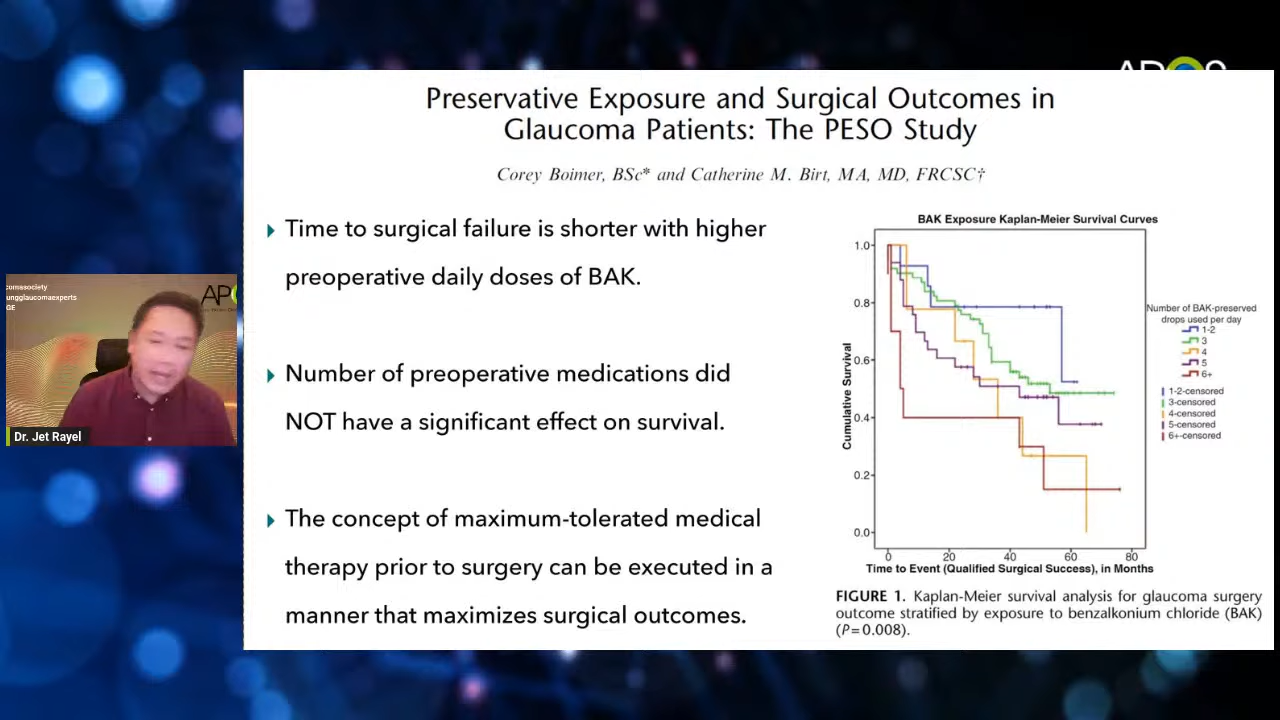 APOS
Preservative Exposure and Surgical Outcomes in
Glaucoma Patients: The PESO Study
Corey Boimer, BSc* and Catherine M. Birt, MA, MD, FRCSC†
Time to surgical failure is shorter with higher
preoperative daily doses of BAK.
Number of preoperative medications did
NOT have a significant effect on survival.
The concept of maximum-tolerated medical
therapy prior to surgery can be executed in a
manner that maximizes surgical outcomes.
comasociety
ungglaucomaexperts
GE
AP
Dr. Jet Rayel
BAK Exposure Kaplan-Meier Survival Curves
Cumulative Survival
1.0
0.8
0.6
0.4
0.2
0.0
0 20 40 60 80
Time to Event (Qualified Surgical Success), in Months
Number of BAK-preserved
drops used per day
1-2
3
4
5
6+
1-2-censored
3-censored
4-censored
5-censored
6+-censored
FIGURE 1. Kaplan-Meier survival analysis for glaucoma surgery
outcome stratified by exposure to benzalkonium chloride (BAK)
(P=0.008).